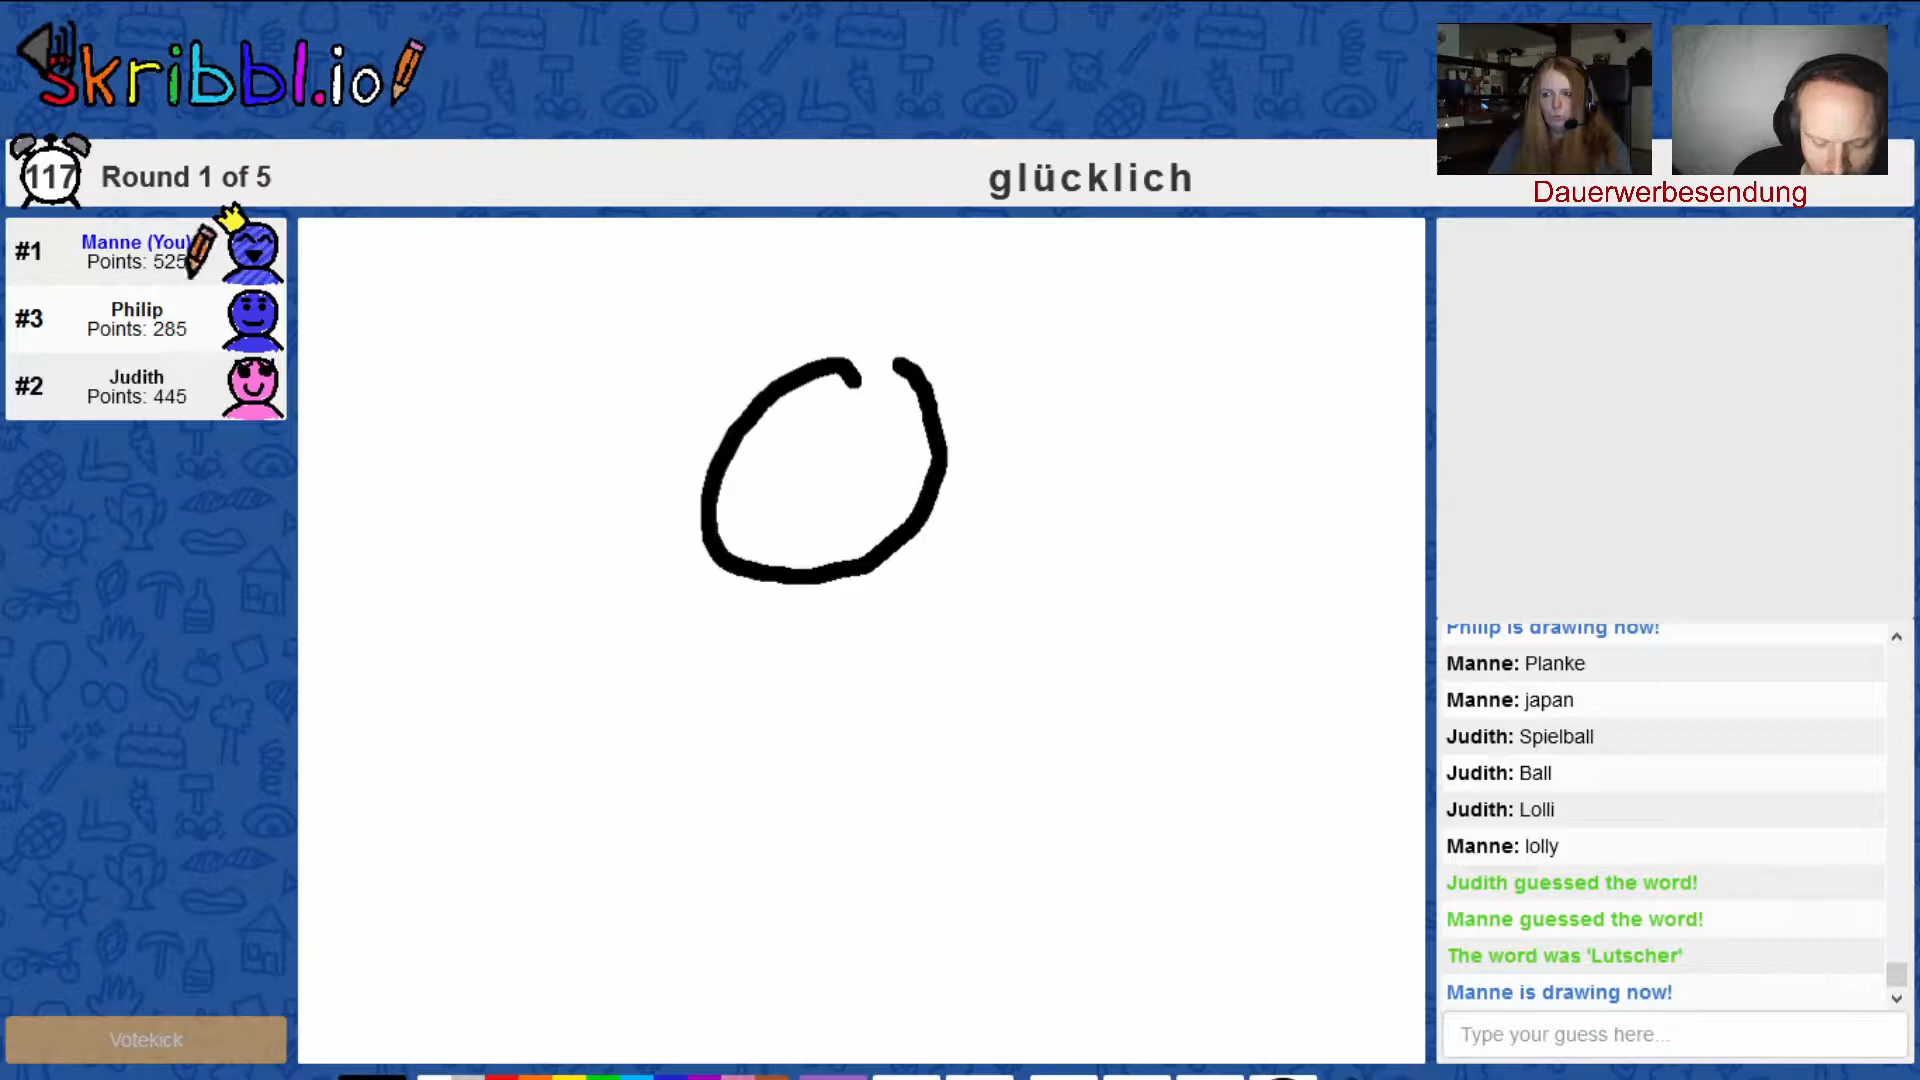 skribbl.io
117
Round 1 of 5
glücklich
Dauerwerbesendung
#1
Manne (You)
Points: 525
#3
Philip
Points: 285
#2
Judith
Points: 445
Philip is drawing now!
Manne: Planke
Manne: japan
Judith: Spielball
Judith: Ball
Judith: Lolli
Manne: lolly
Judith guessed the word!
Manne guessed the word!
The word was 'Lutscher'
Manne is drawing now!
Votekick
Type your guess here...